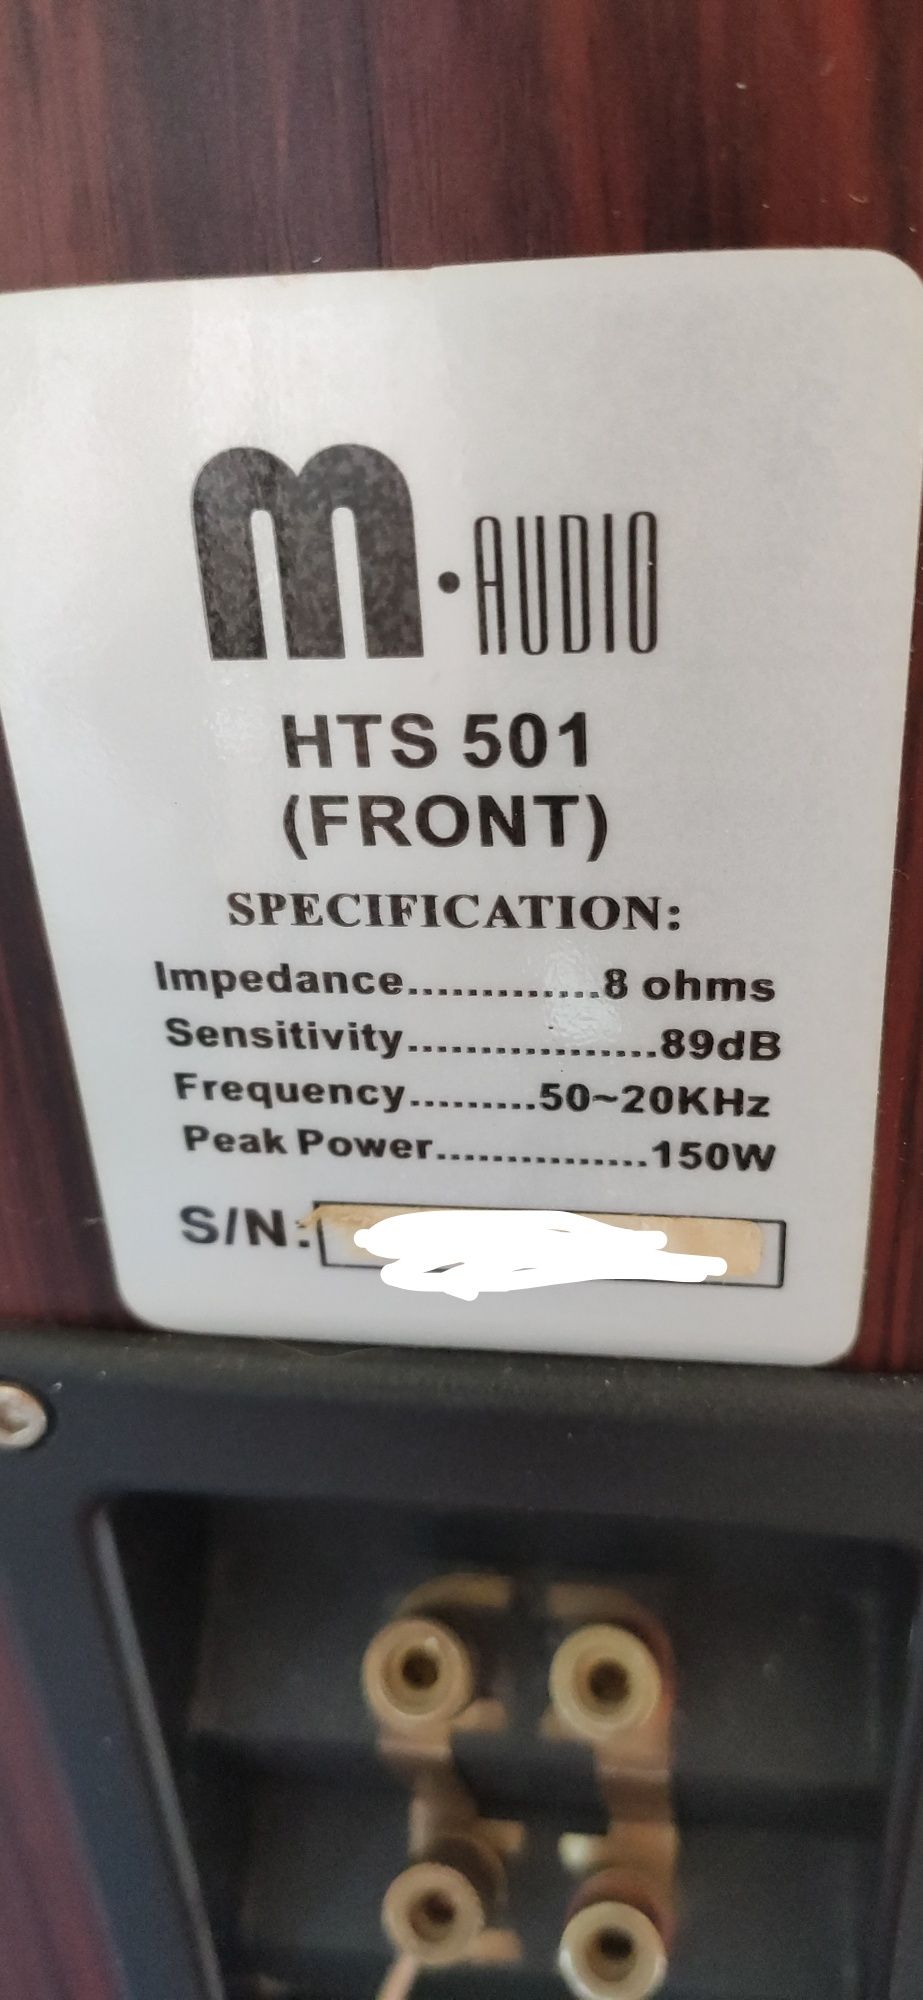 m·AUDIO
HTS 501
(FRONT)
SPECIFICATION:
Impedance.............8 ohms
Sensitivity.................89dB
Frequency.........50~20KHz
Peak Power...............150W
S/N: